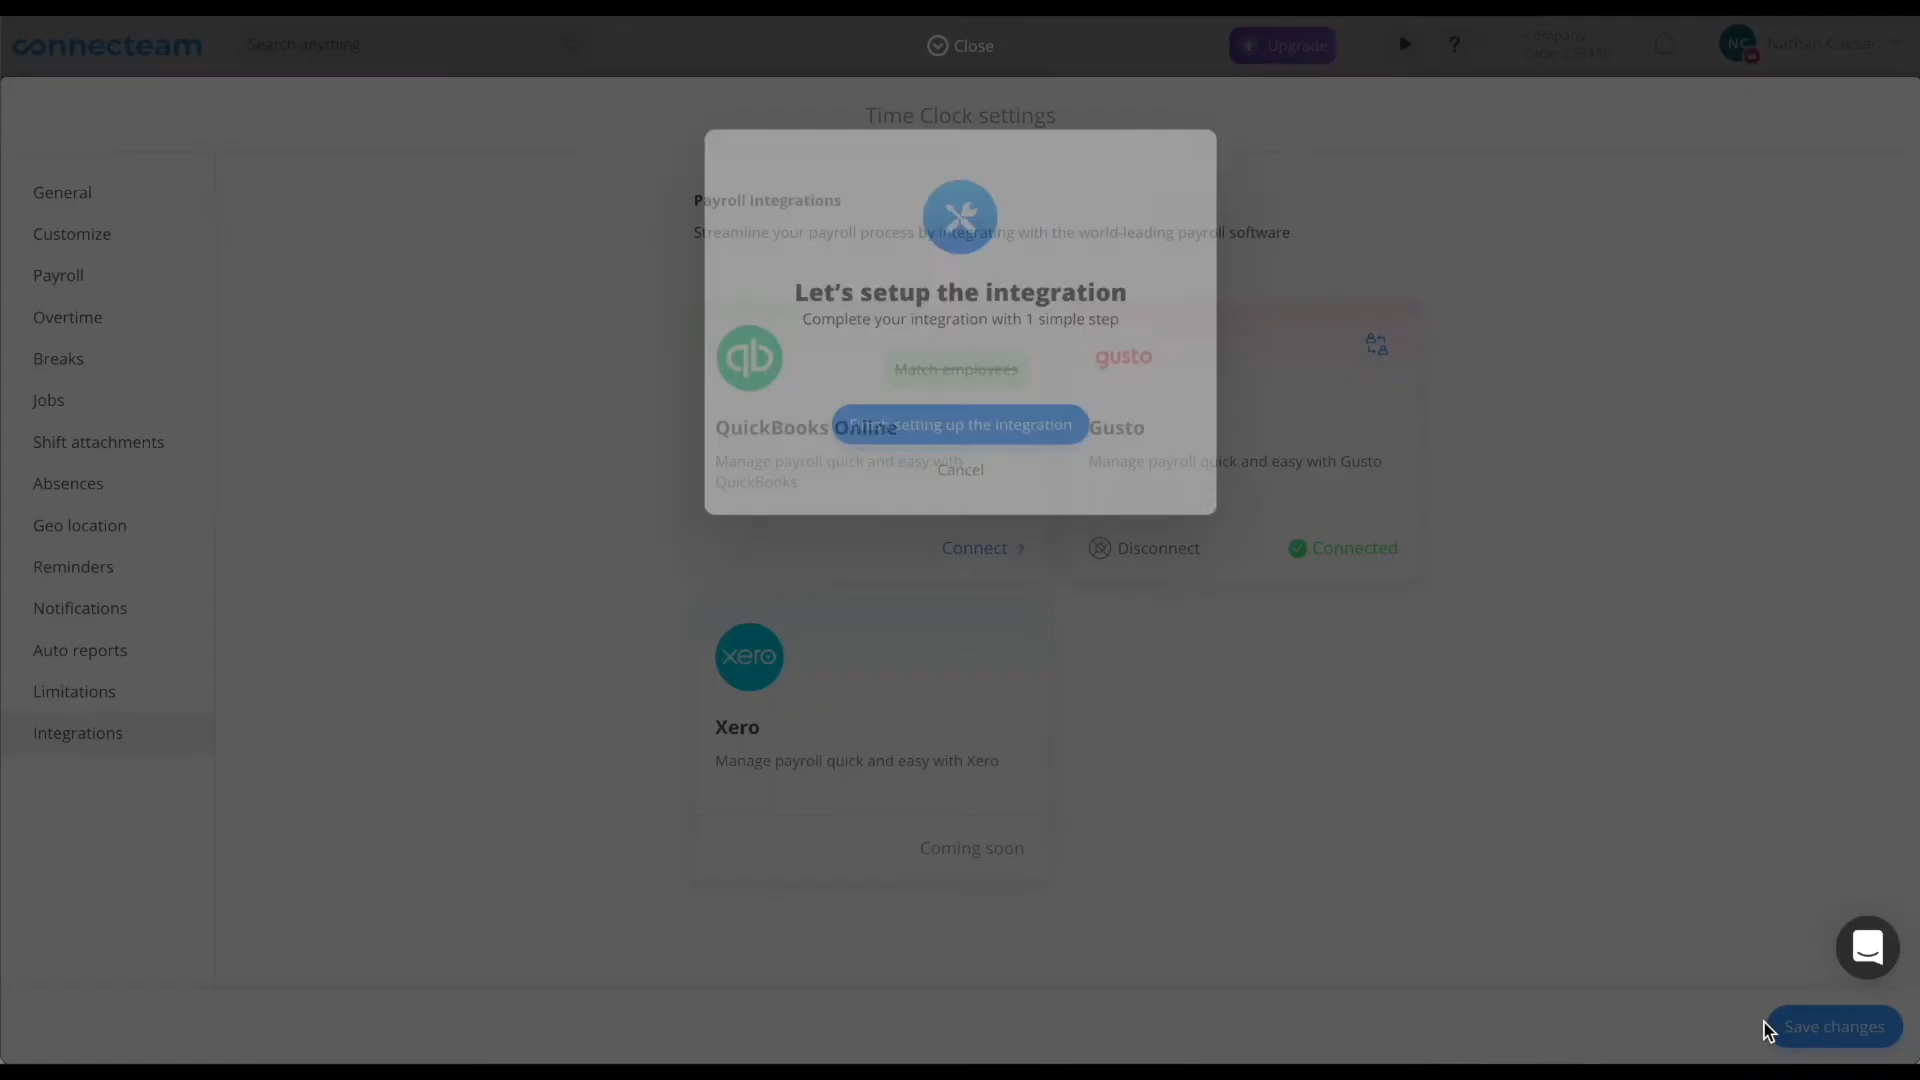 connecteam
Search anything
Close
Upgrade
?
Company
NC
Nathan Caesar
Time Clock settings
General
Customize
Payroll
Overtime
Breaks
Jobs
Shift attachments
Absences
Geo location
Reminders
Notifications
Auto reports
Limitations
Integrations
Payroll integrations
Streamline your payroll process by integrating with the world-leading payroll software
Let's setup the integration
Complete your integration with 1 simple step
Match employees
setting up the integration
Cancel
qb
QuickBooks Online
Manage payroll quick and easy with
QuickBooks
Connect
gusto
Gusto
Manage payroll quick and easy with Gusto
Disconnect
Connected
xero
Xero
Manage payroll quick and easy with Xero
Coming soon
Save changes